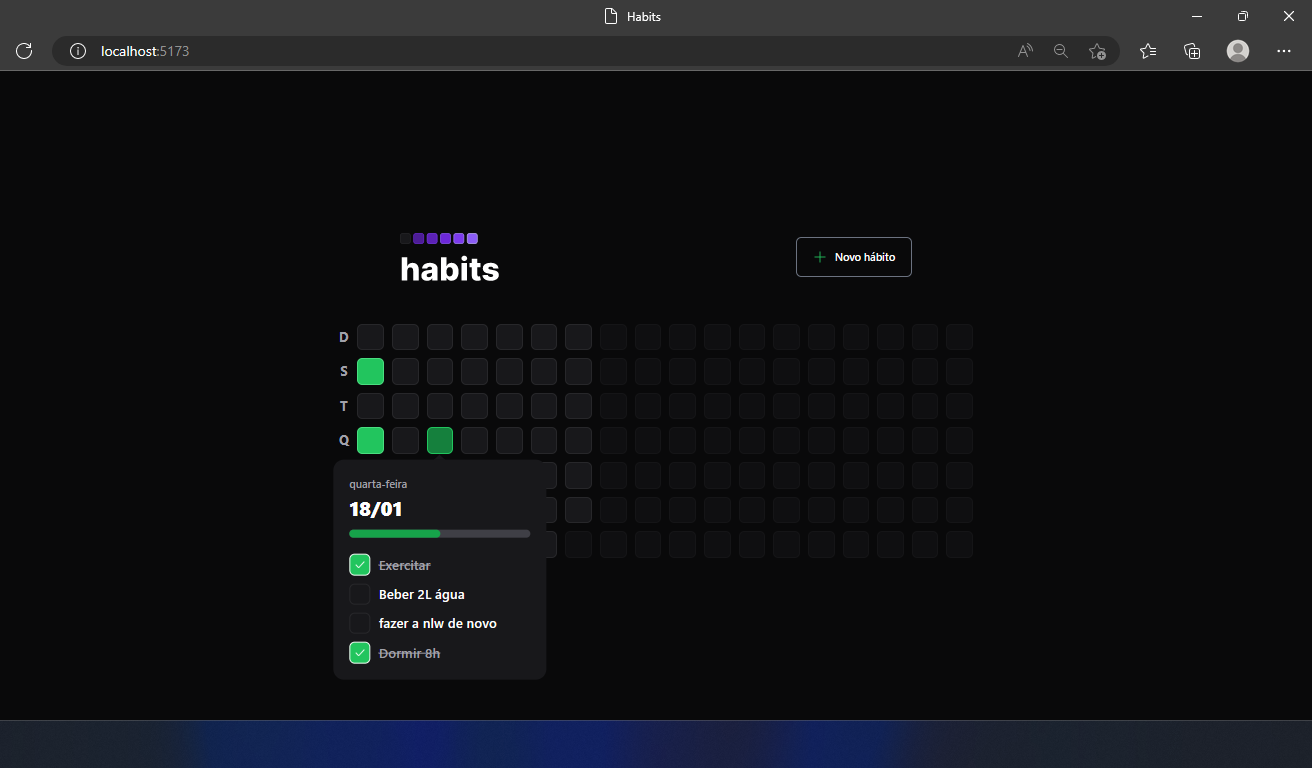 Habits
localhost:5173
habits
Novo hábito
D
S
T
Q
quarta-feira
18/01
Exercitar
Beber 2L água
fazer a nlw de novo
Dormir 8h